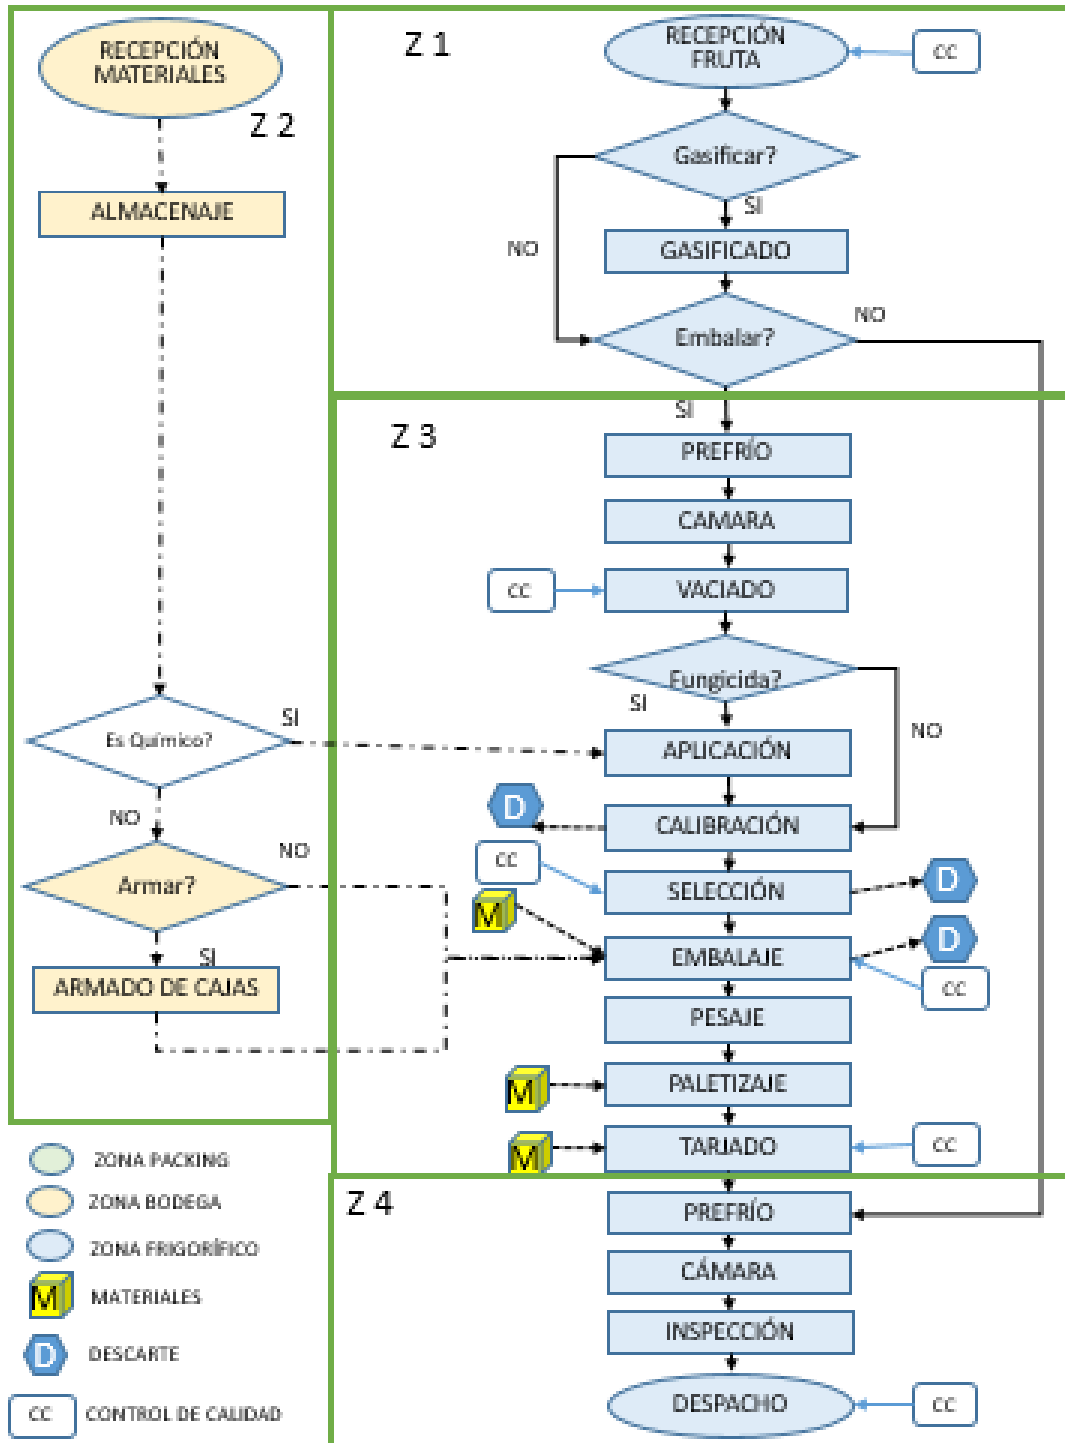 RECEPCIÓN
MATERIALES
Z 2
ALMACENAJE
Es Químico?
SI
NO
Armar?
NO
SI
ARMADO DE CAJAS
Z 1
RECEPCIÓN
FRUTA
CC
Gasificar?
SI
NO
GASIFICADO
Embalar?
NO
SI
Z 3
PREFRÍO
CAMARA
CC
VACIADO
Fungicida?
SI
NO
APLICACIÓN
D
CALIBRACIÓN
CC
SELECCIÓN
D
M
EMBALAJE
D
CC
PESAJE
M
PALETIZAJE
M
TARJADO
CC
Z 4
PREFRÍO
CÁMARA
INSPECCIÓN
DESPACHO
CC
ZONA PACKING
ZONA BODEGA
ZONA FRIGORÍFICO
M
MATERIALES
D
DESCARTE
CC
CONTROL DE CALIDAD